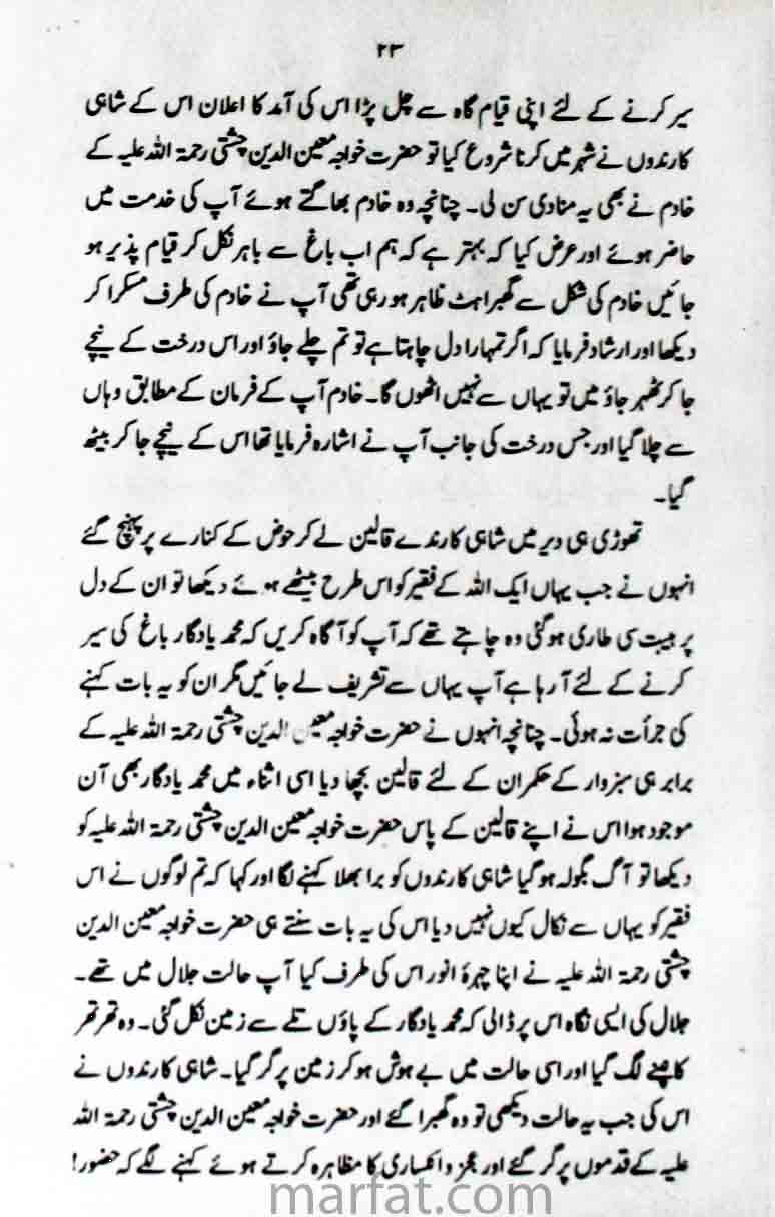 ۲۳
سیر کرنے کے لئے اپنی قیام گاہ سے چل پڑا اس کی آمد کا اعلان اس کے شاہی
کارندوں نے شہر میں کرنا شروع کیا تو حضرت خواجہ معین الدین چشتی رحمۃ اللہ علیہ کے
خادم نے بھی یہ منادی سن لی۔ چنانچہ وہ خادم بھاگتے ہوئے آپ کی خدمت میں
حاضر ہوئے اور عرض کیا کہ بہتر ہے کہ ہم اب باغ سے باہر نکل کر قیام پذیر ہو
جائیں خادم کی شکل سے گھبراہٹ ظاہر ہو رہی تھی آپ نے خادم کی طرف مسکرا کر
دیکھا اور ارشاد فرمایا کہ اگر تمہارا دل چاہتا ہے تو تم چلے جاؤ اور اس درخت کے نیچے
جا کر ٹھہر جاؤ میں تو یہاں سے نہیں اٹھوں گا۔ خادم آپ کے فرمان کے مطابق وہاں
سے چلا گیا اور جس درخت کی جانب آپ نے اشارہ فرمایا تھا اس کے نیچے جا کر بیٹھ
گیا۔
تھوڑی ہی دیر میں شاہی کارندے قالین لے کر حوض کے کنارے پر پہنچ گئے
انہوں نے جب یہاں ایک اللہ کے فقیر کو اس طرح بیٹھے ہوئے دیکھا تو ان کے دل
پر ہیبت سی طاری ہو گئی وہ چاہتے تھے کہ آپ کو آگاہ کریں کہ محمد یادگار باغ کی سیر
کرنے کے لئے آ رہا ہے آپ یہاں سے تشریف لے جائیں مگر ان کو یہ بات کہنے
کی جرأت نہ ہوئی۔ چنانچہ انہوں نے حضرت خواجہ معین الدین چشتی رحمۃ اللہ علیہ کے
برابر ہی سبزوار کے حکمران کے لئے قالین بچھا دیا اسی اثناء میں محمد یادگار بھی آن
موجود ہوا اس نے اپنے قالین کے پاس حضرت خواجہ معین الدین چشتی رحمۃ اللہ علیہ کو
دیکھا تو آگ بگولہ ہو گیا شاہی کارندوں کو برا بھلا کہنے لگا اور کہا کہ تم لوگوں نے اس
فقیر کو یہاں سے نکال کیوں نہیں دیا اس کی یہ بات سنتے ہی حضرت خواجہ معین الدین
چشتی رحمۃ اللہ علیہ نے اپنا چہرۂ انور اس کی طرف کیا آپ حالت جلال میں تھے۔
جلال کی ایسی نگاہ اس پر ڈالی کہ محمد یادگار کے پاؤں تلے سے زمین نکل گئی۔ وہ تھر تھر
کانپنے لگ گیا اور اسی حالت میں بے ہوش ہو کر زمین پر گر گیا۔ شاہی کارندوں نے
اس کی جب یہ حالت دیکھی تو وہ گھبرا گئے اور حضرت خواجہ معین الدین چشتی رحمۃ اللہ
علیہ کے قدموں پر گر گئے اور عجز و انکساری کا مظاہرہ کرتے ہوئے کہنے لگے کہ حضور!
marfat.com